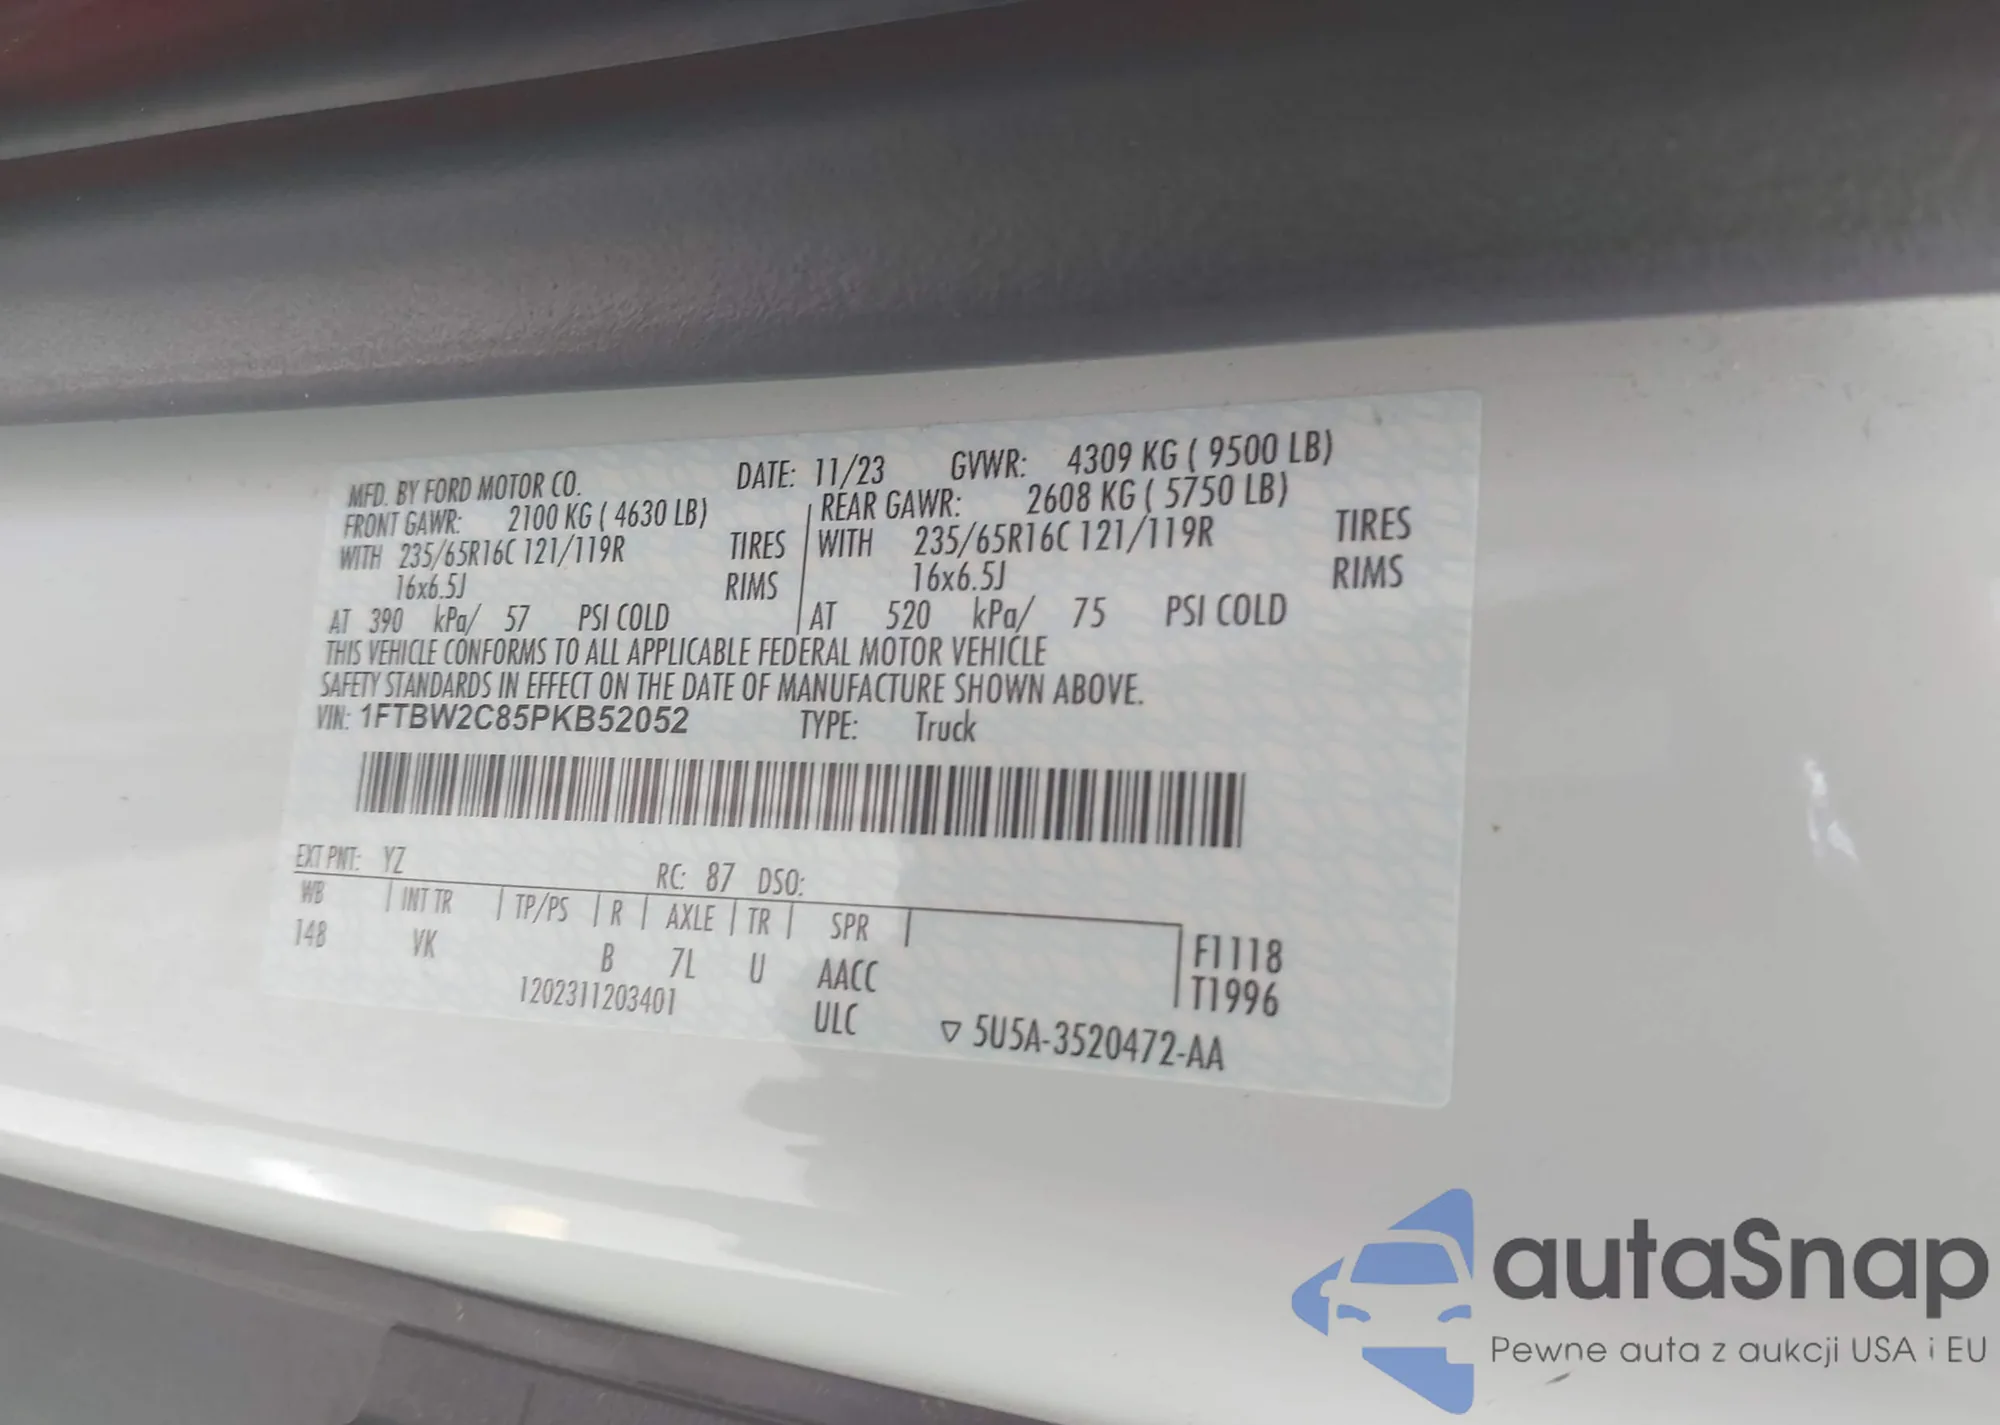 MFD. BY FORD MOTOR CO. DATE: 11/23 GVWR: 4309 KG ( 9500 LB)
FRONT GAWR: 2100 KG ( 4630 LB) REAR GAWR: 2608 KG ( 5750 LB)
WITH 235/65R16C 121/119R TIRES WITH 235/65R16C 121/119R TIRES
16x6.5J RIMS 16x6.5J RIMS
AT 390 kPa/ 57 PSI COLD AT 520 kPa/ 75 PSI COLD
THIS VEHICLE CONFORMS TO ALL APPLICABLE FEDERAL MOTOR VEHICLE
SAFETY STANDARDS IN EFFECT ON THE DATE OF MANUFACTURE SHOWN ABOVE.
VIN: 1FTBW2C85PKB52052 TYPE: Truck
EXT PNT: YZ RC: 87 DSO:
WB INT TR TP/PS R AXLE TR SPR
148 VK B 7L U AACC F1118
1202311203401 ULC T1996
▽ 5U5A-3520472-AA
autaSnap
Pewne auta z aukcji USA i EU